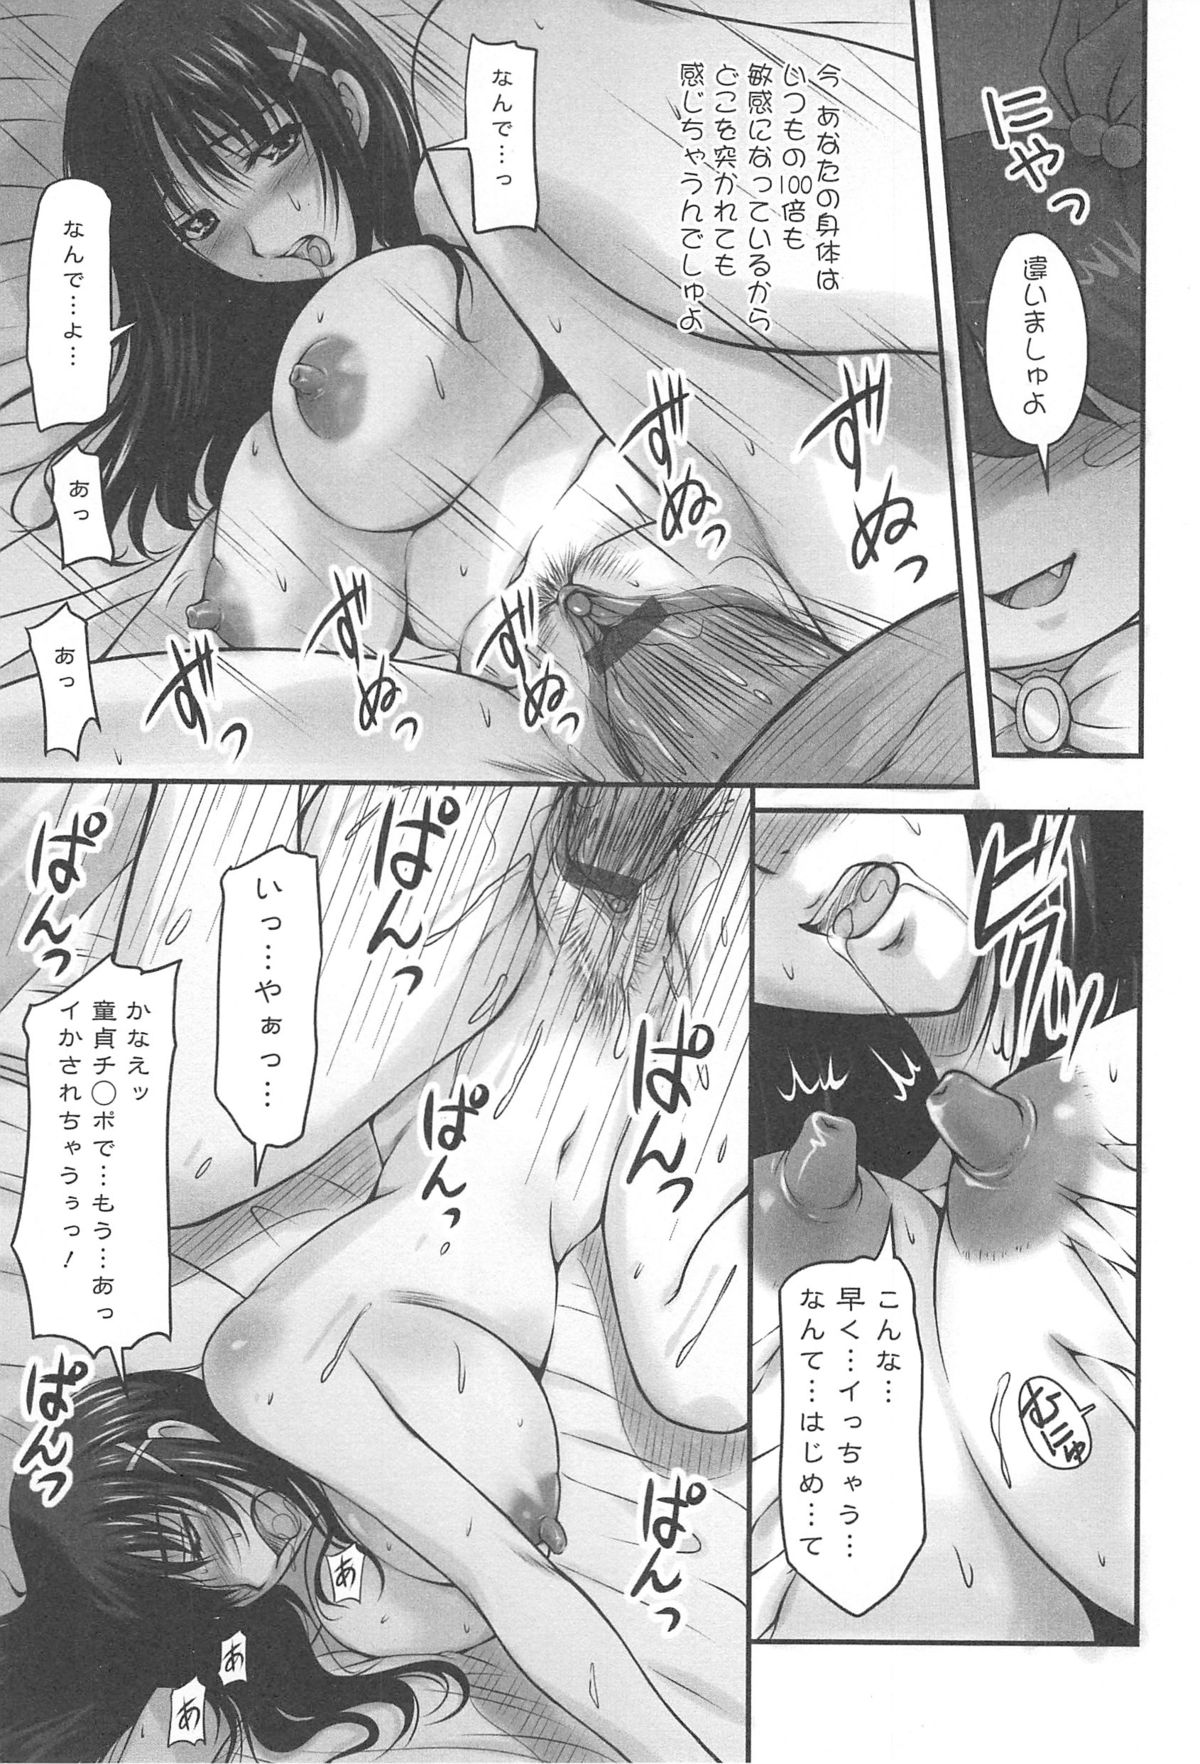 にやっ
違いましゅよ
今 あなたの身体は
いつもの100倍も
敏感になっているから
どこを突かれても
感じちゃうんでしゅよ
なんで…っ
なんで…よ…
あっ
あっ
ずぬっ
ずぬっ
ずぬっ
ずっ
ビクビクッ
こんな…
早く…イっちゃう…
なんて…はじめ…て
むにゅ
ぱんっ
ぱんっ
ぱんっ
ぱんっ
ぱんっ
ぱんっ
いっ…やぁっ…
かなえッ
童貞チ◯ポで…もう…あっ
イかされちゃうぅっ！
あ
あ
あ